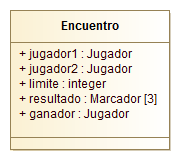 Encuentro
+ jugador1 : Jugador
+ jugador2 : Jugador
+ limite : integer
+ resultado : Marcador [3]
+ ganador : Jugador